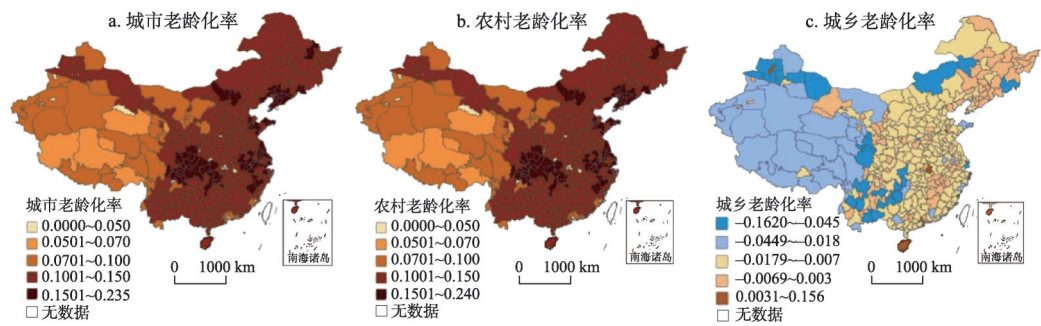 a. 城市老龄化率
城市老龄化率
0.0000~0.050
0.0501~0.070
0.0701~0.100
0.1001~0.150
0.1501~0.235
无数据
0 1000 km
南海诸岛
b. 农村老龄化率
农村老龄化率
0.0000~0.050
0.0501~0.070
0.0701~0.100
0.1001~0.150
0.1501~0.240
无数据
0 1000 km
南海诸岛
c. 城乡老龄化率
城乡老龄化率
−0.1620~−0.045
−0.0449~−0.018
−0.0179~−0.007
−0.0069~0.003
0.0031~0.156
无数据
0 1000 km
南海诸岛